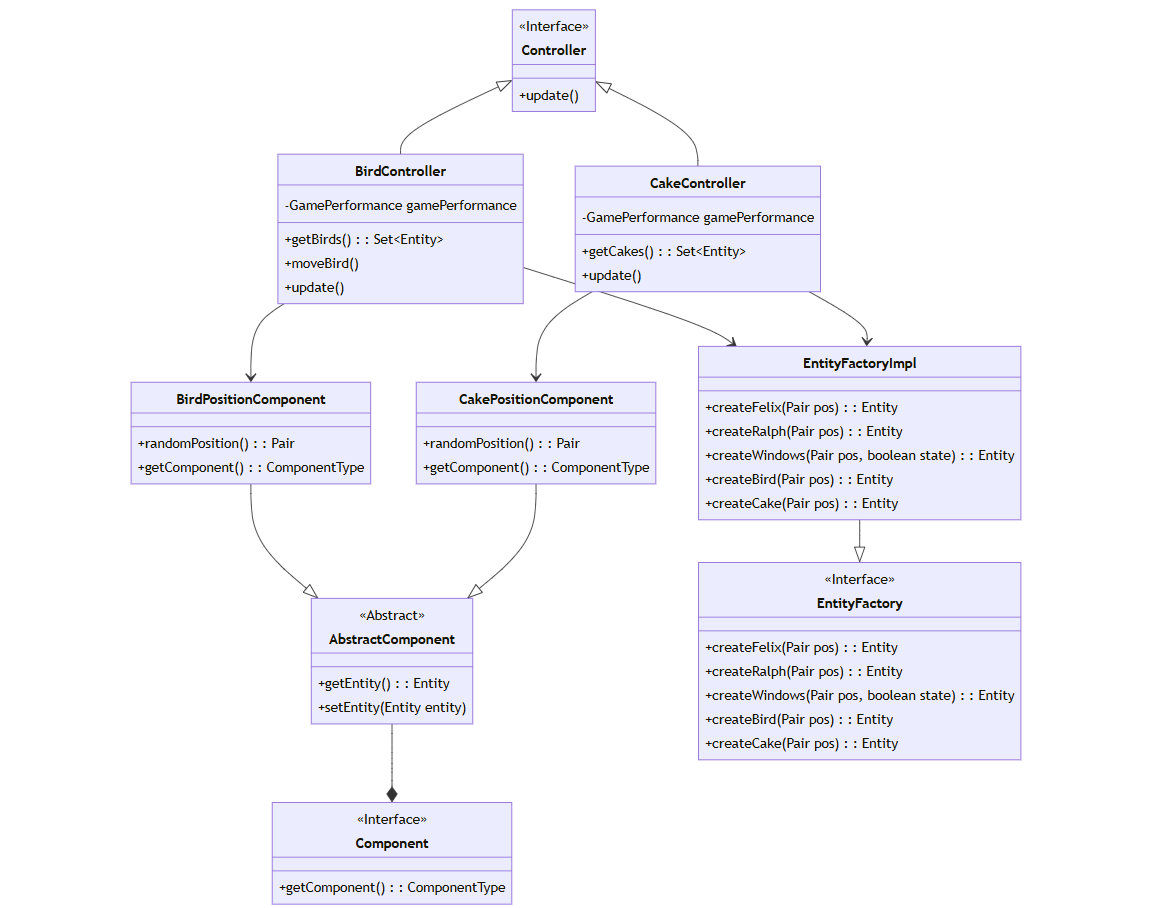 «Interface»
Controller
+update()
BirdController
-GamePerformance gamePerformance
+getBirds() : : Set<Entity>
+moveBird()
+update()
CakeController
-GamePerformance gamePerformance
+getCakes() : : Set<Entity>
+update()
BirdPositionComponent
+randomPosition() : : Pair
+getComponent() : : ComponentType
CakePositionComponent
+randomPosition() : : Pair
+getComponent() : : ComponentType
EntityFactoryImpl
+createFelix(Pair pos) : : Entity
+createRalph(Pair pos) : : Entity
+createWindows(Pair pos, boolean state) : : Entity
+createBird(Pair pos) : : Entity
+createCake(Pair pos) : : Entity
«Abstract»
AbstractComponent
+getEntity() : : Entity
+setEntity(Entity entity)
«Interface»
EntityFactory
+createFelix(Pair pos) : : Entity
+createRalph(Pair pos) : : Entity
+createWindows(Pair pos, boolean state) : : Entity
+createBird(Pair pos) : : Entity
+createCake(Pair pos) : : Entity
«Interface»
Component
+getComponent() : : ComponentType